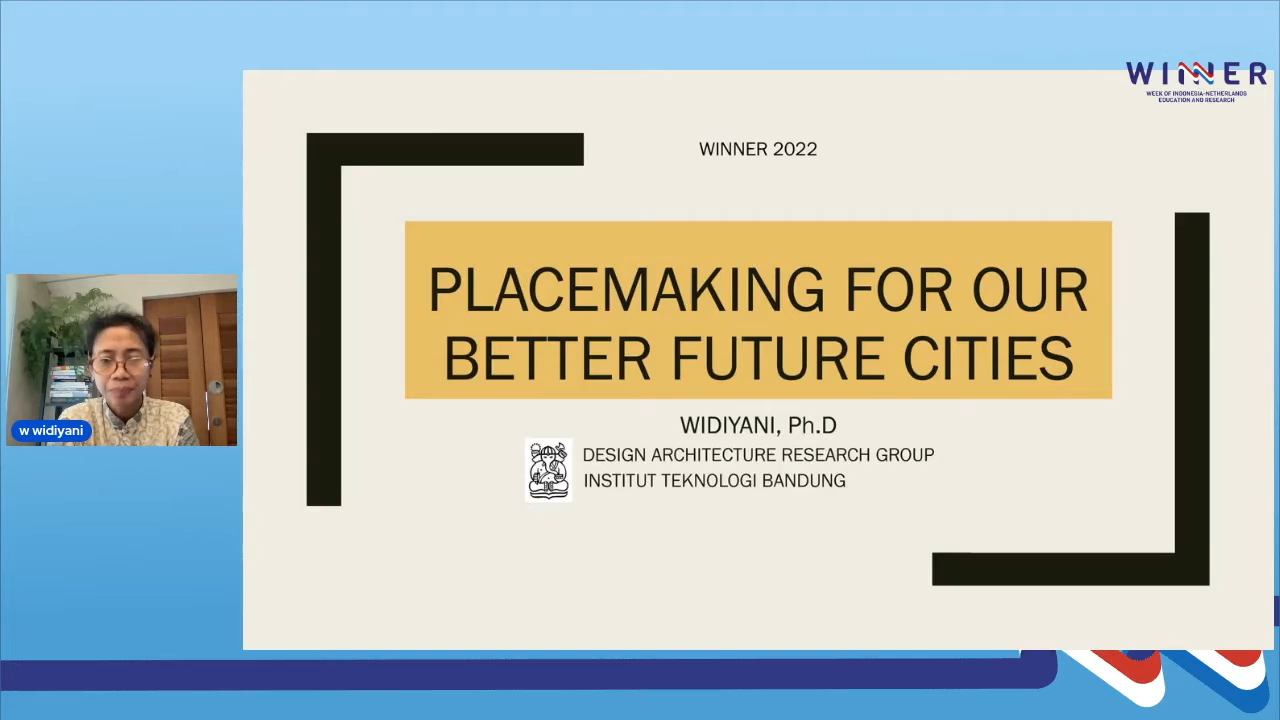 WINNER
WEEK OF INDONESIA-NETHERLANDS
EDUCATION AND RESEARCH
WINNER 2022
PLACEMAKING FOR OUR
BETTER FUTURE CITIES
WIDIYANI, Ph.D
DESIGN ARCHITECTURE RESEARCH GROUP
INSTITUT TEKNOLOGI BANDUNG
w widiyani